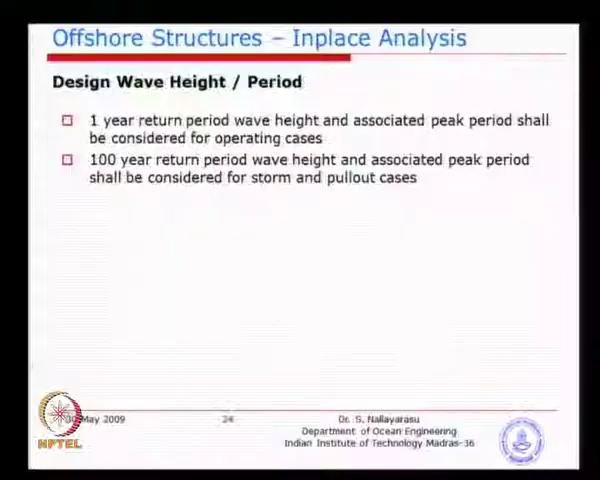 Offshore Structures – Inplace Analysis
Design Wave Height / Period
1 year return period wave height and associated peak period shall
be considered for operating cases
100 year return period wave height and associated peak period
shall be considered for storm and pullout cases
May 2009
24
Dr. S. Nallayarasu
Department of Ocean Engineering
Indian Institute of Technology Madras-36
NPTEL